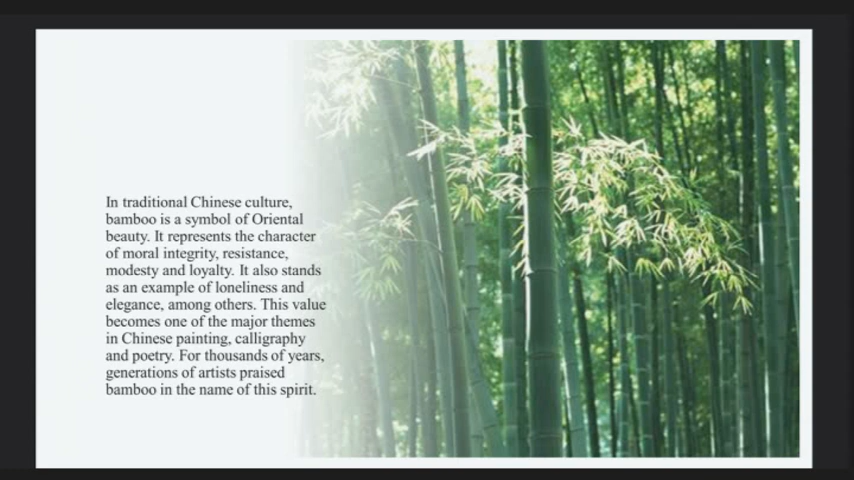 In traditional Chinese culture,
bamboo is a symbol of Oriental
beauty. It represents the character
of moral integrity, resistance,
modesty and loyalty. It also stands
as an example of loneliness and
elegance, among others. This value
becomes one of the major themes
in Chinese painting, calligraphy
and poetry. For thousands of years,
generations of artists praised
bamboo in the name of this spirit.